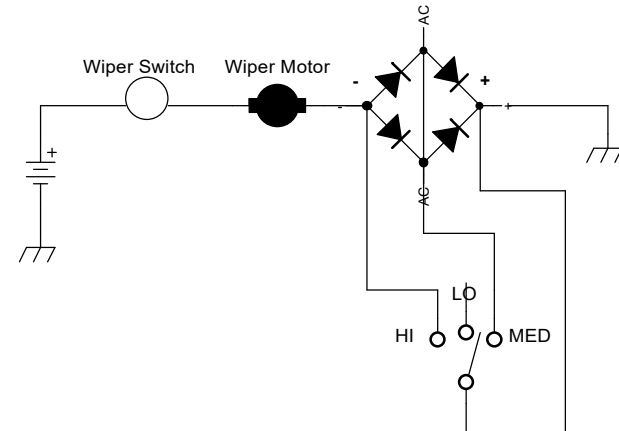 AC
Wiper Switch
Wiper Motor
-
+
-
+
+
AC
LO
HI
MED